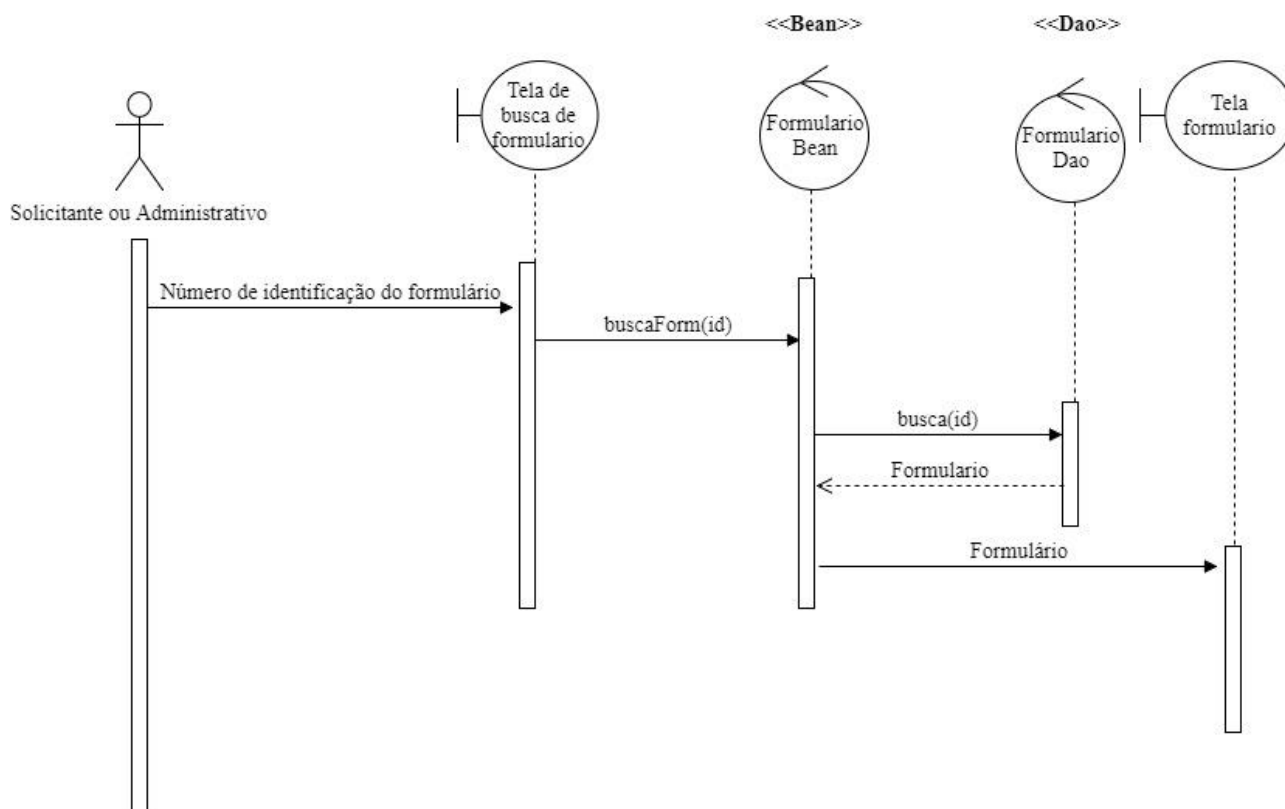 <<Bean>>
<<Dao>>
Tela de
busca de
formulario
Formulario
Bean
Formulario
Dao
Tela
formulario
Solicitante ou Administrativo
Número de identificação do formulário
buscaForm(id)
busca(id)
Formulario
Formulário